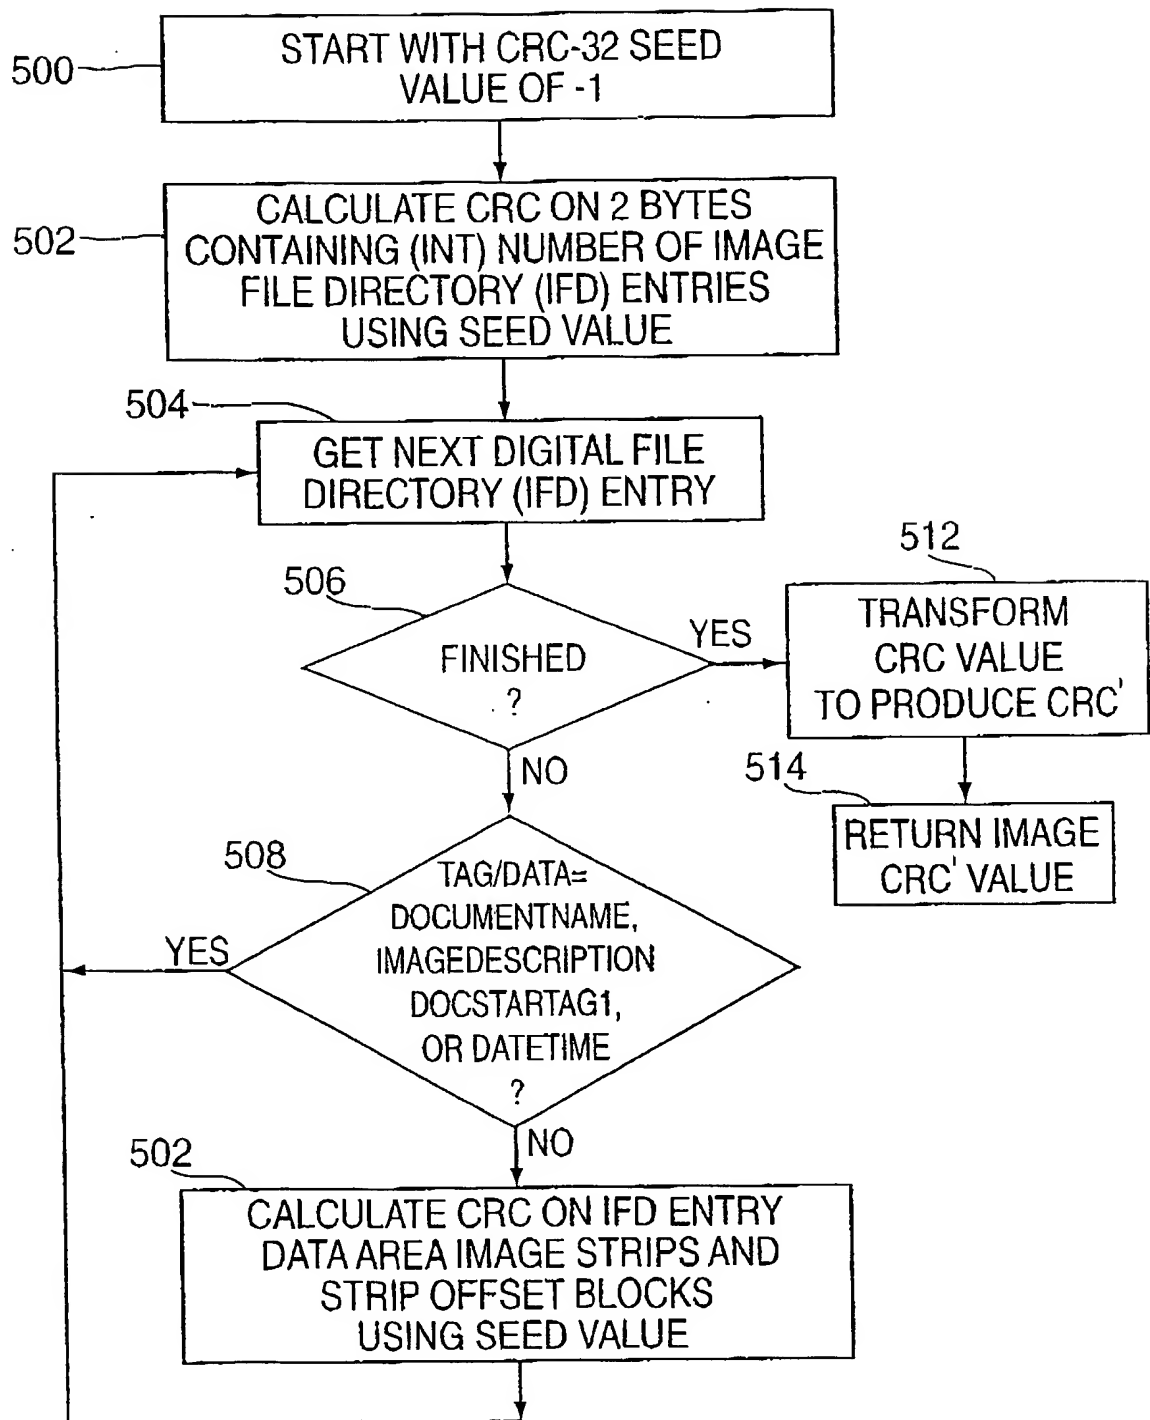 500
START WITH CRC-32 SEED
VALUE OF -1
502
CALCULATE CRC ON 2 BYTES
CONTAINING (INT) NUMBER OF IMAGE
FILE DIRECTORY (IFD) ENTRIES
USING SEED VALUE
504
GET NEXT DIGITAL FILE
DIRECTORY (IFD) ENTRY
506
FINISHED
?
YES
512
TRANSFORM
CRC VALUE
TO PRODUCE CRC'
514
RETURN IMAGE
CRC' VALUE
NO
508
TAG/DATA=
DOCUMENTNAME,
IMAGEDESCRIPTION
DOCSTARTAG1,
OR DATETIME
?
YES
NO
502
CALCULATE CRC ON IFD ENTRY
DATA AREA IMAGE STRIPS AND
STRIP OFFSET BLOCKS
USING SEED VALUE